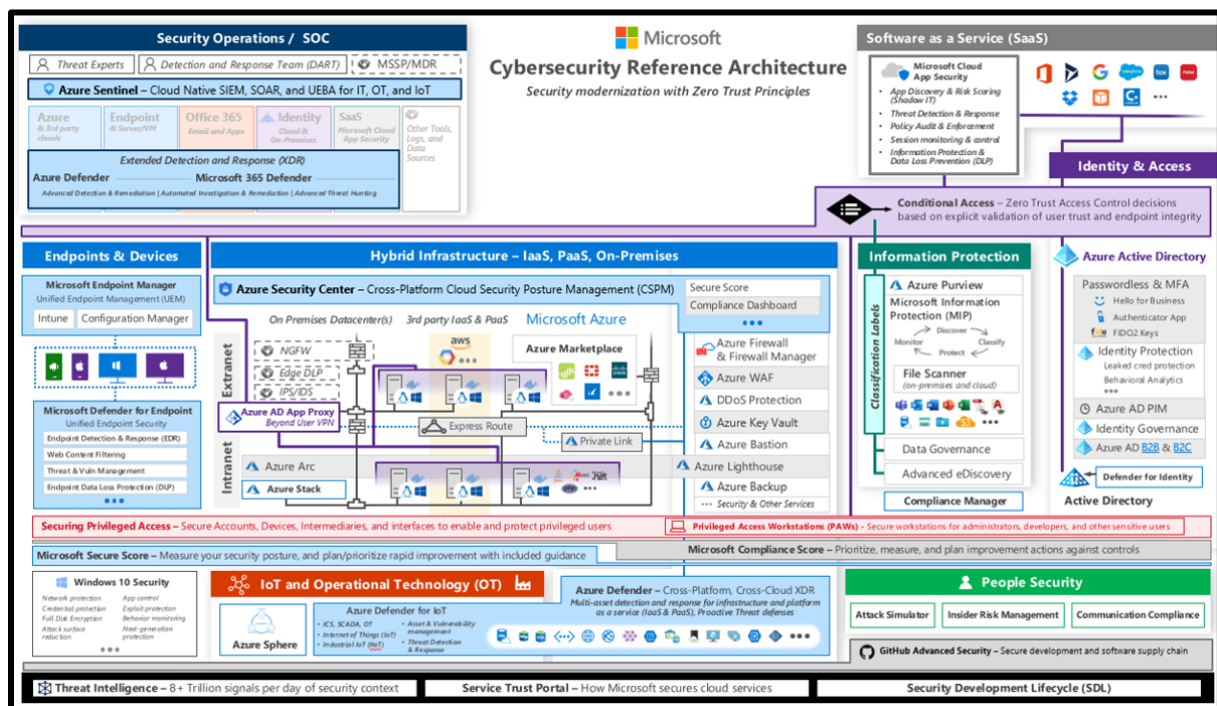 Security Operations / SOC
Threat Experts
Detection and Response Team (DART)
MSSP/MDR
Azure Sentinel – Cloud Native SIEM, SOAR, and UEBA for IT, OT, and IoT
Azure
& 3rd party
clouds
Endpoint
& Server/VM
Office 365
Email and Apps
Identity
Cloud &
On-Premises
SaaS
Microsoft Cloud
App Security
Other Tools,
Logs, and
Data
Sources
Extended Detection and Response (XDR)
Azure Defender
Microsoft 365 Defender
Advanced Detection & Remediation | Automated Investigation & Remediation | Advanced Threat Hunting
Microsoft
Cybersecurity Reference Architecture
Security modernization with Zero Trust Principles
Software as a Service (SaaS)
Microsoft Cloud
App Security
• App Discovery & Risk Scoring
(Shadow IT)
• Threat Detection & Response
• Policy Audit & Enforcement
• Session monitoring & control
• Information Protection &
Data Loss Prevention (DLP)
salesforce
box
Identity & Access
Conditional Access – Zero Trust Access Control decisions
based on explicit validation of user trust and endpoint integrity
Endpoints & Devices
Microsoft Endpoint Manager
Unified Endpoint Management (UEM)
Intune
Configuration Manager
Microsoft Defender for Endpoint
Unified Endpoint Security
Endpoint Detection & Response (EDR)
Web Content Filtering
Threat & Vuln Management
Endpoint Data Loss Protection (DLP)
Hybrid Infrastructure – IaaS, PaaS, On-Premises
Azure Security Center – Cross-Platform Cloud Security Posture Management (CSPM)
Secure Score
Compliance Dashboard
On Premises Datacenter(s)
3rd party IaaS & PaaS
Microsoft Azure
Extranet
NGFW
Edge DLP
IPS/IDS
aws
Azure Marketplace
Azure AD App Proxy
Beyond User VPN
Express Route
Private Link
Intranet
Azure Arc
Azure Stack
Azure Firewall
& Firewall Manager
Azure WAF
DDoS Protection
Azure Key Vault
Azure Bastion
Azure Lighthouse
Azure Backup
Security & Other Services
Information Protection
Classification Labels
Azure Purview
Microsoft Information
Protection (MIP)
Discover
Monitor
Classify
Protect
File Scanner
(on-premises and cloud)
Data Governance
Advanced eDiscovery
Compliance Manager
Azure Active Directory
Passwordless & MFA
Hello for Business
Authenticator App
FIDO2 Keys
Identity Protection
Leaked cred protection
Behavioral Analytics
Azure AD PIM
Identity Governance
Azure AD B2B & B2C
Defender for Identity
Active Directory
Securing Privileged Access – Secure Accounts, Devices, Intermediaries, and interfaces to enable and protect privileged users
Privileged Access Workstations (PAWs) - Secure workstations for administrators, developers, and other sensitive users
Microsoft Secure Score – Measure your security posture, and plan/prioritize rapid improvement with included guidance
Microsoft Compliance Score – Prioritize, measure, and plan improvement actions against controls
Windows 10 Security
Network protection
Credential protection
Full Disk Encryption
Attack surface
reduction
App control
Exploit protection
Behavior monitoring
Next-generation
protection
IoT and Operational Technology (OT)
Azure Sphere
Azure Defender for IoT
• ICS, SCADA, OT
• Internet of Things (IoT)
• Industrial IoT (IIoT)
• Asset & Vulnerability
management
• Threat Detection
& Response
Azure Defender – Cross-Platform, Cross-Cloud XDR
Multi-asset detection and response for infrastructure and platform
as a service (IaaS & PaaS), Proactive Threat defenses
People Security
Attack Simulator
Insider Risk Management
Communication Compliance
GitHub Advanced Security – Secure development and software supply chain
Threat Intelligence – 8+ Trillion signals per day of security context
Service Trust Portal – How Microsoft secures cloud services
Security Development Lifecycle (SDL)